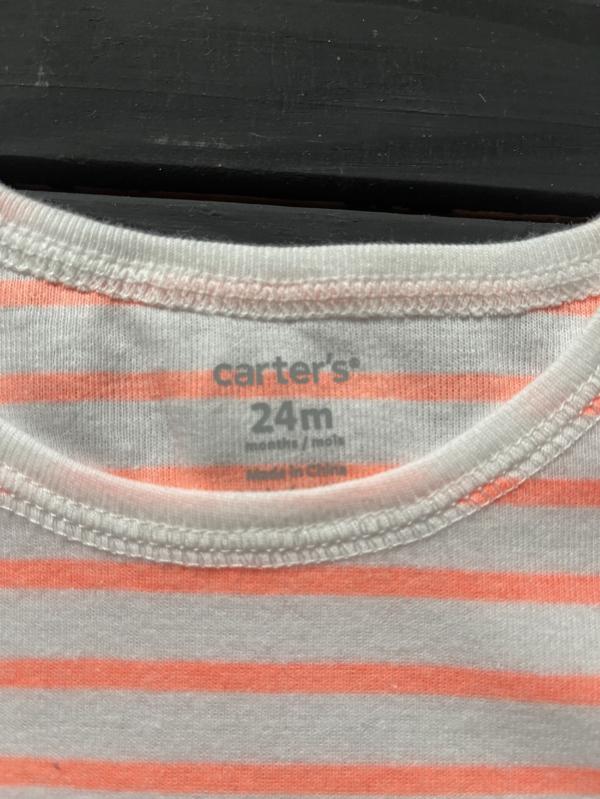 carter's®
24m
months / mois
Made in China